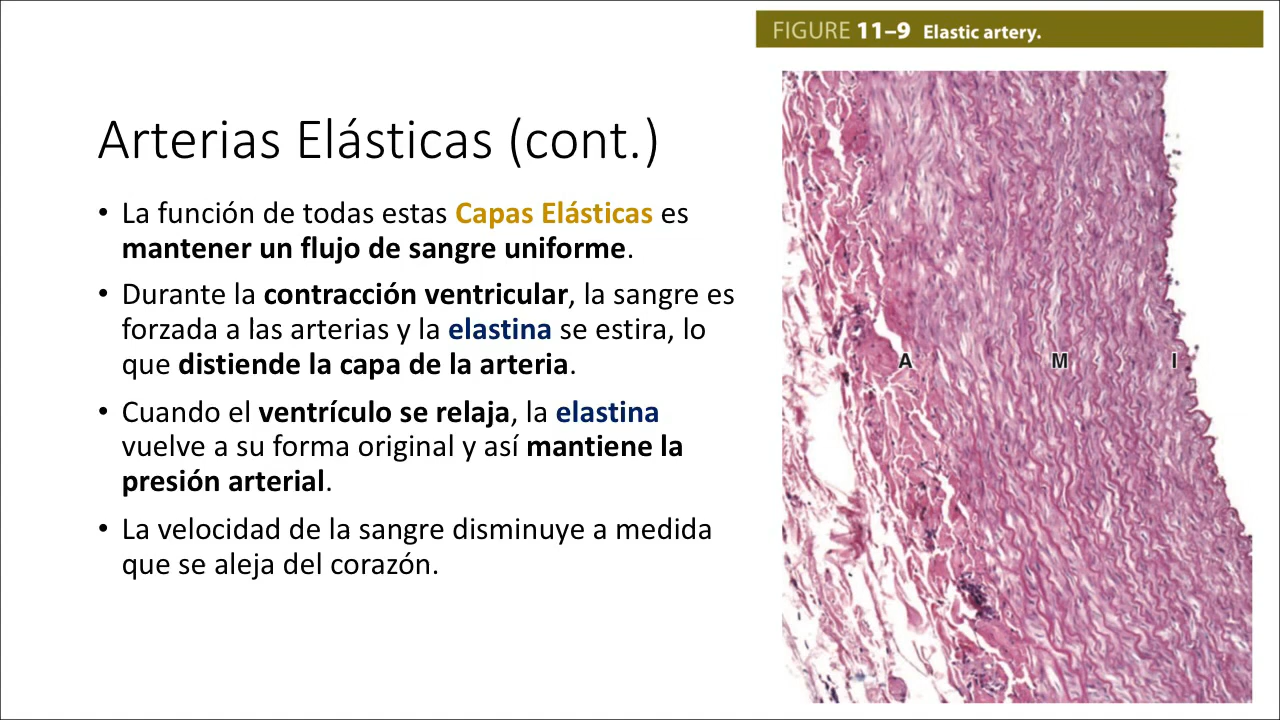 FIGURE 11–9 Elastic artery.
Arterias Elásticas (cont.)
• La función de todas estas Capas Elásticas es
mantener un flujo de sangre uniforme.
• Durante la contracción ventricular, la sangre es
forzada a las arterias y la elastina se estira, lo
que distiende la capa de la arteria.
• Cuando el ventrículo se relaja, la elastina
vuelve a su forma original y así mantiene la
presión arterial.
• La velocidad de la sangre disminuye a medida
que se aleja del corazón.
A M I